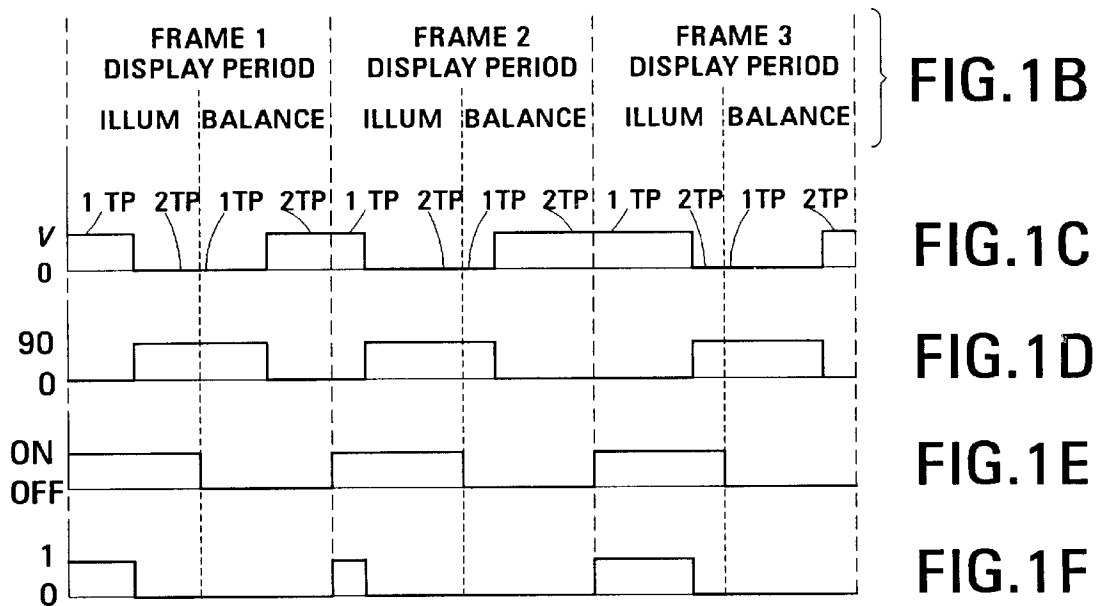 FRAME 1 FRAME 2 FRAME 3
DISPLAY PERIOD DISPLAY PERIOD DISPLAY PERIOD
FIG.1B
ILLUM BALANCE ILLUM BALANCE ILLUM BALANCE
1 TP 2TP 1TP 2TP 1 TP 2TP 1TP 2TP 1 TP 2TP 1TP 2TP
V
0
FIG.1C
90
0
FIG.1D
ON
OFF
FIG.1E
1
0
FIG.1F